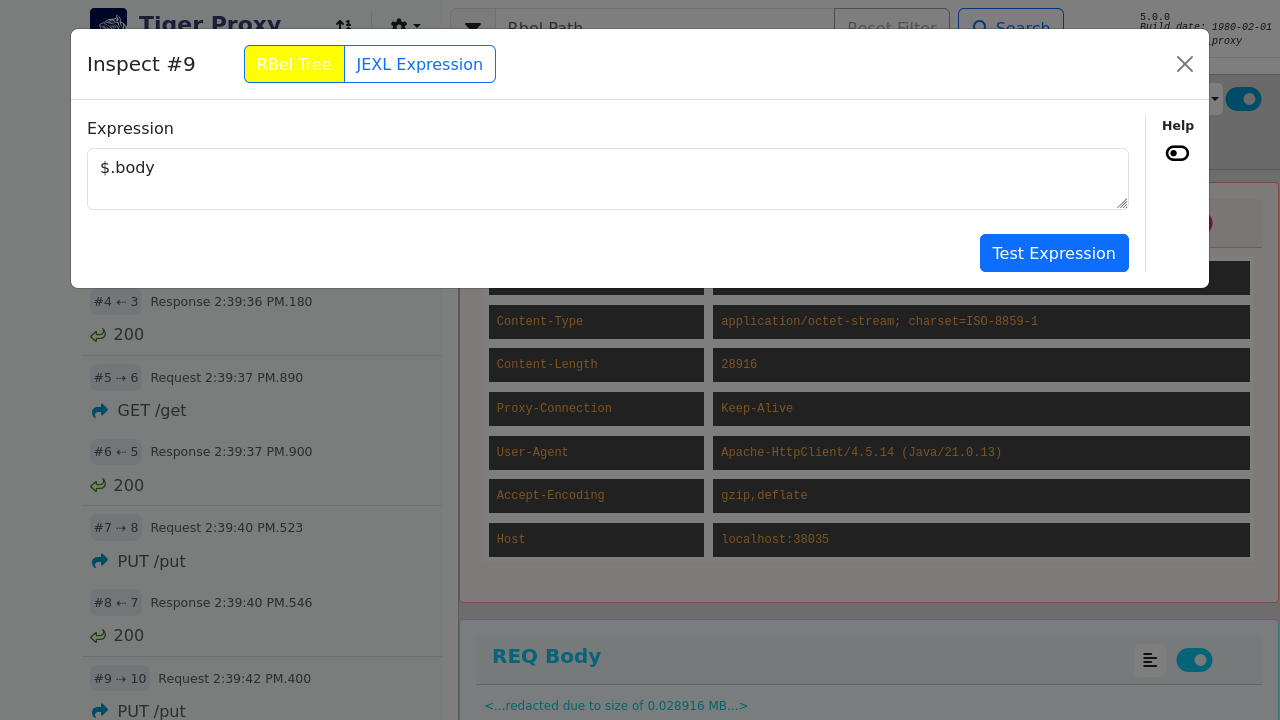 Tiger Proxy
Rbel Path
Reset Filter
Search
5.0.0
Build date: 1980-02-01
proxy
Inspect #9
RBel Tree
JEXL Expression
Expression
Help
$.body
Test Expression
#4 ⇠ 3 Response 2:39:36 PM.180
200
#5 ⇢ 6 Request 2:39:37 PM.890
GET /get
#6 ⇠ 5 Response 2:39:37 PM.900
200
#7 ⇢ 8 Request 2:39:40 PM.523
PUT /put
#8 ⇠ 7 Response 2:39:40 PM.546
200
#9 ⇢ 10 Request 2:39:42 PM.400
PUT /put
Content-Type application/octet-stream; charset=ISO-8859-1
Content-Length 28916
Proxy-Connection Keep-Alive
User-Agent Apache-HttpClient/4.5.14 (Java/21.0.13)
Accept-Encoding gzip,deflate
Host localhost:38035
REQ Body
<...redacted due to size of 0.028916 MB...>